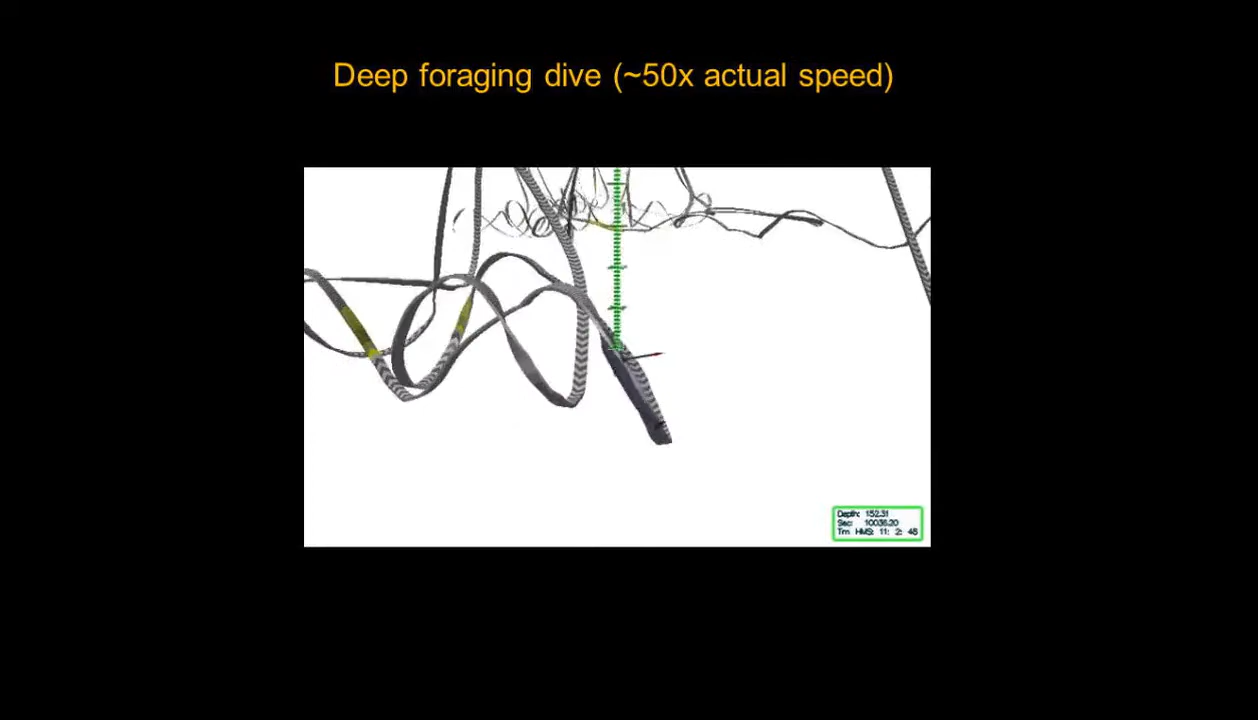 Deep foraging dive (~50x actual speed)
Depth: 152.31
Sec: 10036.20
Tm HMS: 11: 2: 48